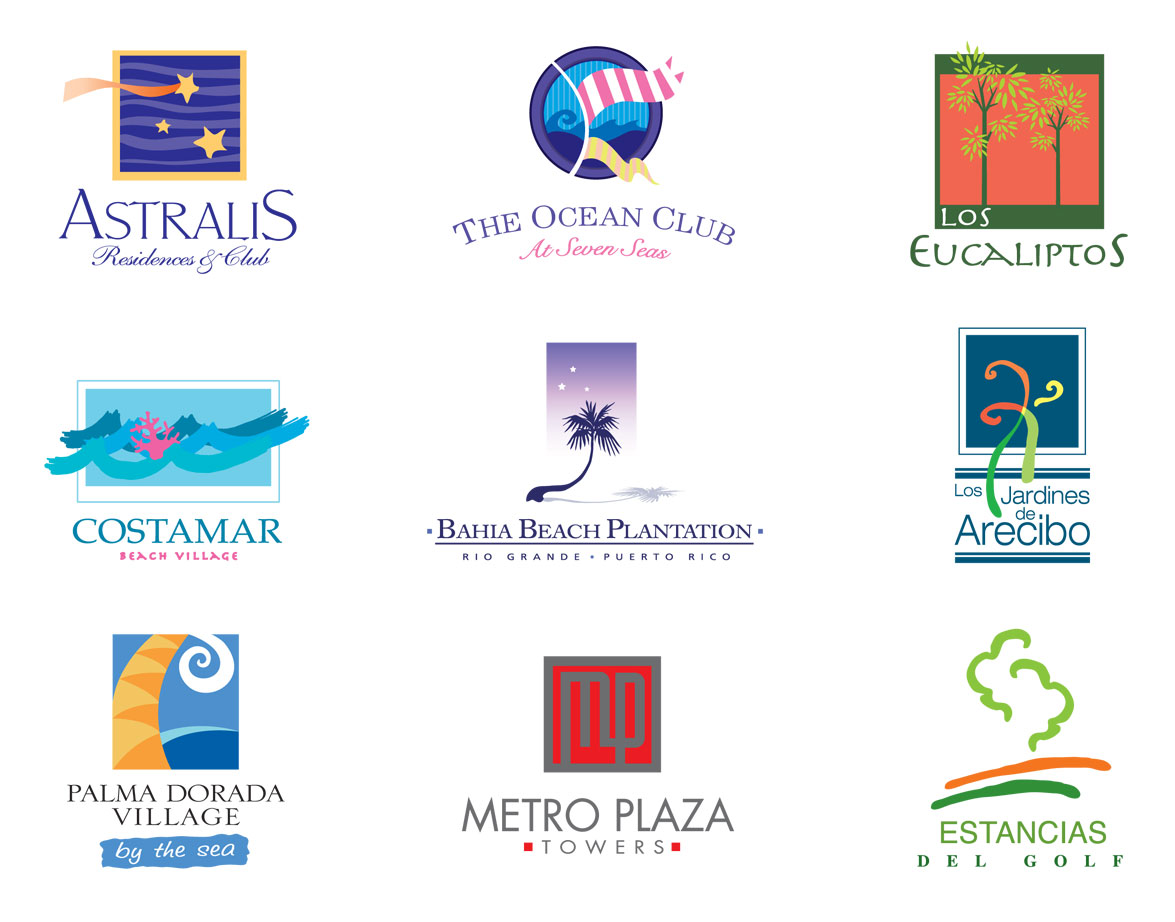 ASTRALIS
Residences & Club
THE OCEAN CLUB
At Seven Seas
LOS
EUCALIPTOS
COSTAMAR
BEACH VILLAGE
· BAHIA BEACH PLANTATION ·
RIO GRANDE · PUERTO RICO
Los Jardines
de
Arecibo
PALMA DORADA
VILLAGE
by the sea
mp
METRO PLAZA
TOWERS
ESTANCIAS
DEL GOLF